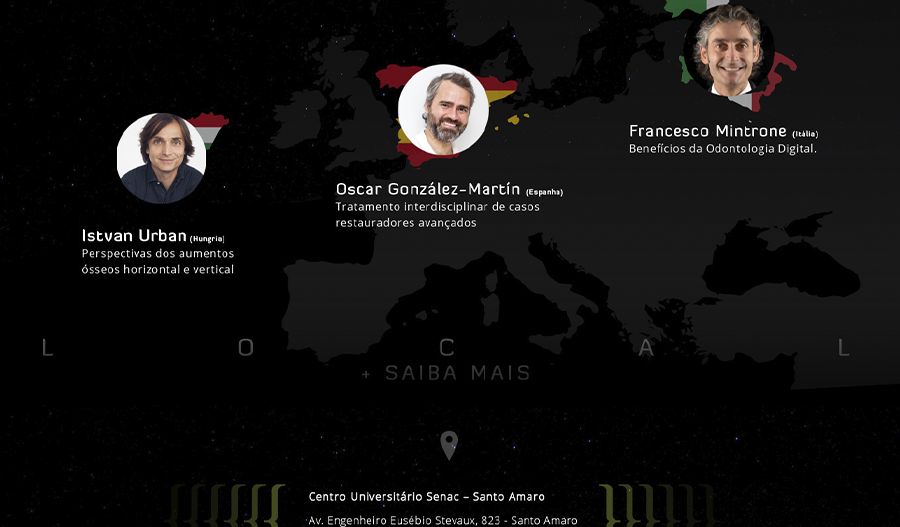 Francesco Mintrone (Itália)
Benefícios da Odontologia Digital.
Oscar González-Martín (Espanha)
Tratamento interdisciplinar de casos
restauradores avançados
Istvan Urban (Hungria)
Perspectivas dos aumentos
ósseos horizontal e vertical
L O C A L
+ SAIBA MAIS
Centro Universitário Senac – Santo Amaro
Av. Engenheiro Eusébio Stevaux, 823 - Santo Amaro